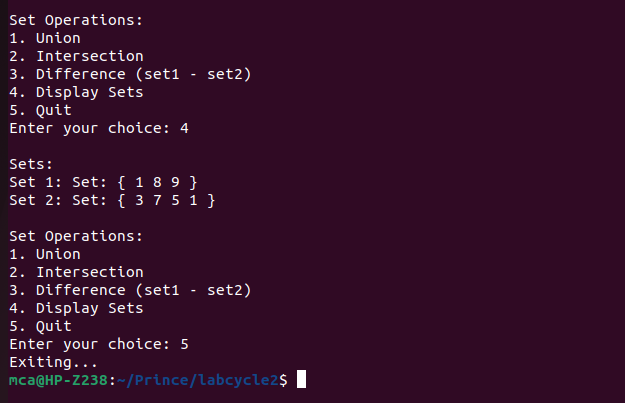 Set Operations:
1. Union
2. Intersection
3. Difference (set1 - set2)
4. Display Sets
5. Quit
Enter your choice: 4
Sets:
Set 1: Set: { 1 8 9 }
Set 2: Set: { 3 7 5 1 }
Set Operations:
1. Union
2. Intersection
3. Difference (set1 - set2)
4. Display Sets
5. Quit
Enter your choice: 5
Exiting...
mca@HP-Z238:~/Prince/labcycle2$